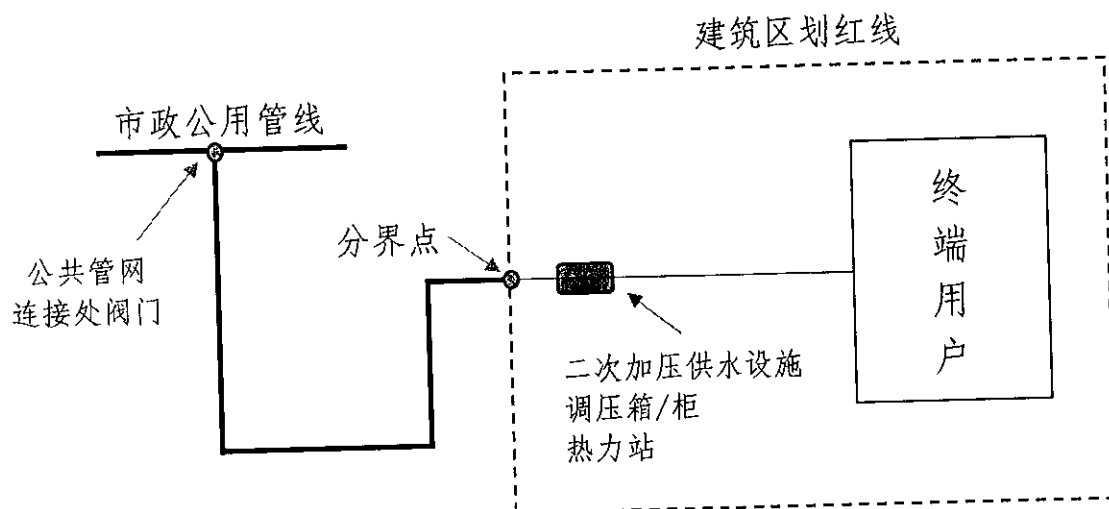 建筑区划红线
市政公用管线
终端用户
分界点
公共管网
连接处阀门
二次加压供水设施
调压箱/柜
热力站